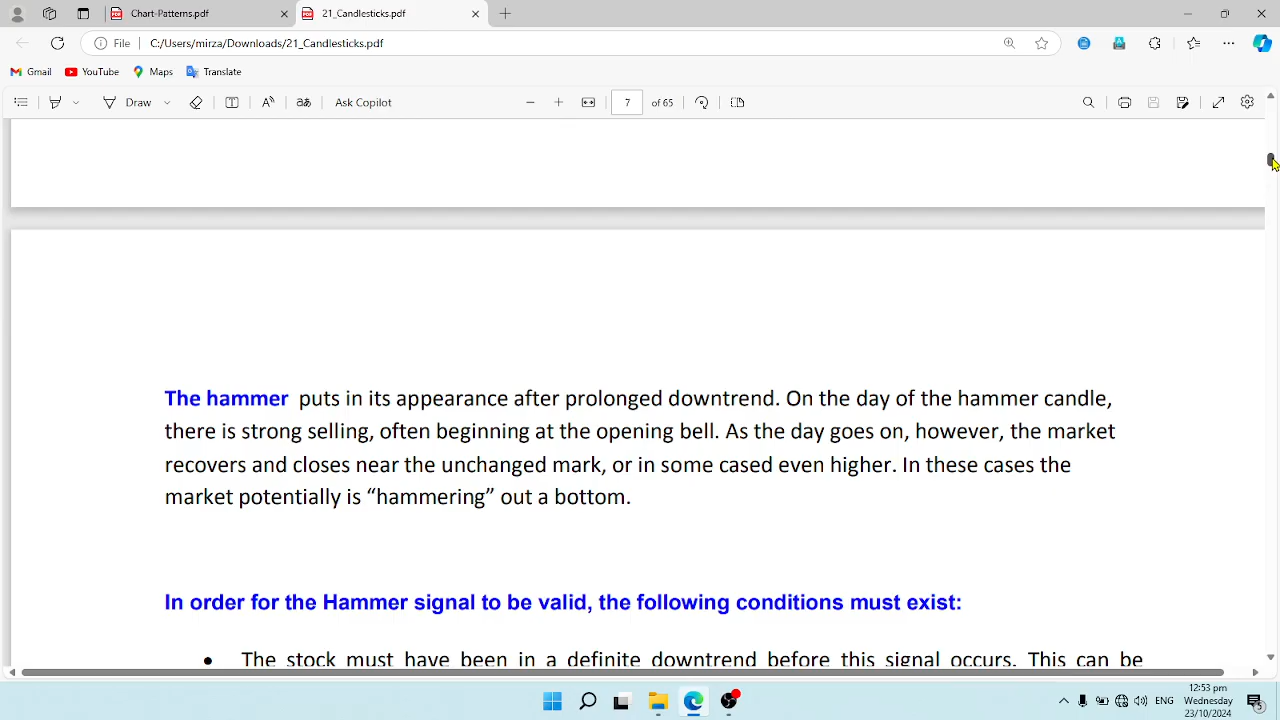 Chart-Patterns.pdf
21_Candlesticks.pdf
File
C:/Users/mirza/Downloads/21_Candlesticks.pdf
Gmail
YouTube
Maps
Translate
Draw
Ask Copilot
7 of 65
The hammer puts in its appearance after prolonged downtrend. On the day of the hammer candle,
there is strong selling, often beginning at the opening bell. As the day goes on, however, the market
recovers and closes near the unchanged mark, or in some cased even higher. In these cases the
market potentially is “hammering” out a bottom.
In order for the Hammer signal to be valid, the following conditions must exist:
• The stock must have been in a definite downtrend before this signal occurs. This can be
ENG
12:53 pm
Wednesday
23/10/2024
5